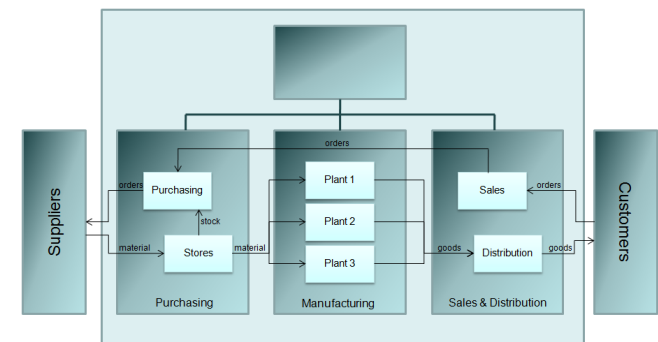 orders
Suppliers
orders
Purchasing
stock
material
Stores
material
Purchasing
Plant 1
Plant 2
Plant 3
Manufacturing
goods
Sales
orders
Distribution
goods
Sales & Distribution
Customers